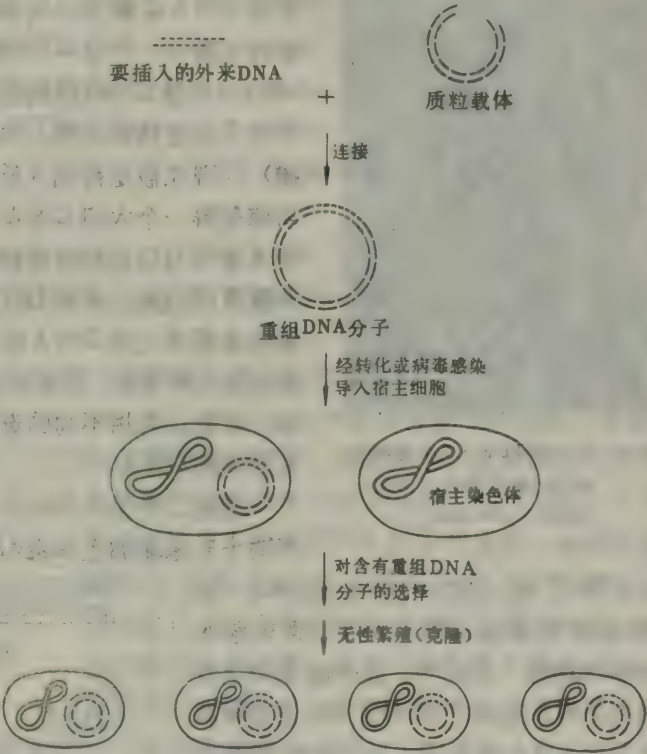 要插入的外来DNA
+
质粒载体
连接
重组DNA分子
经转化或病毒感染
导入宿主细胞
宿主染色体
对含有重组DNA
分子的选择
无性繁殖(克隆)